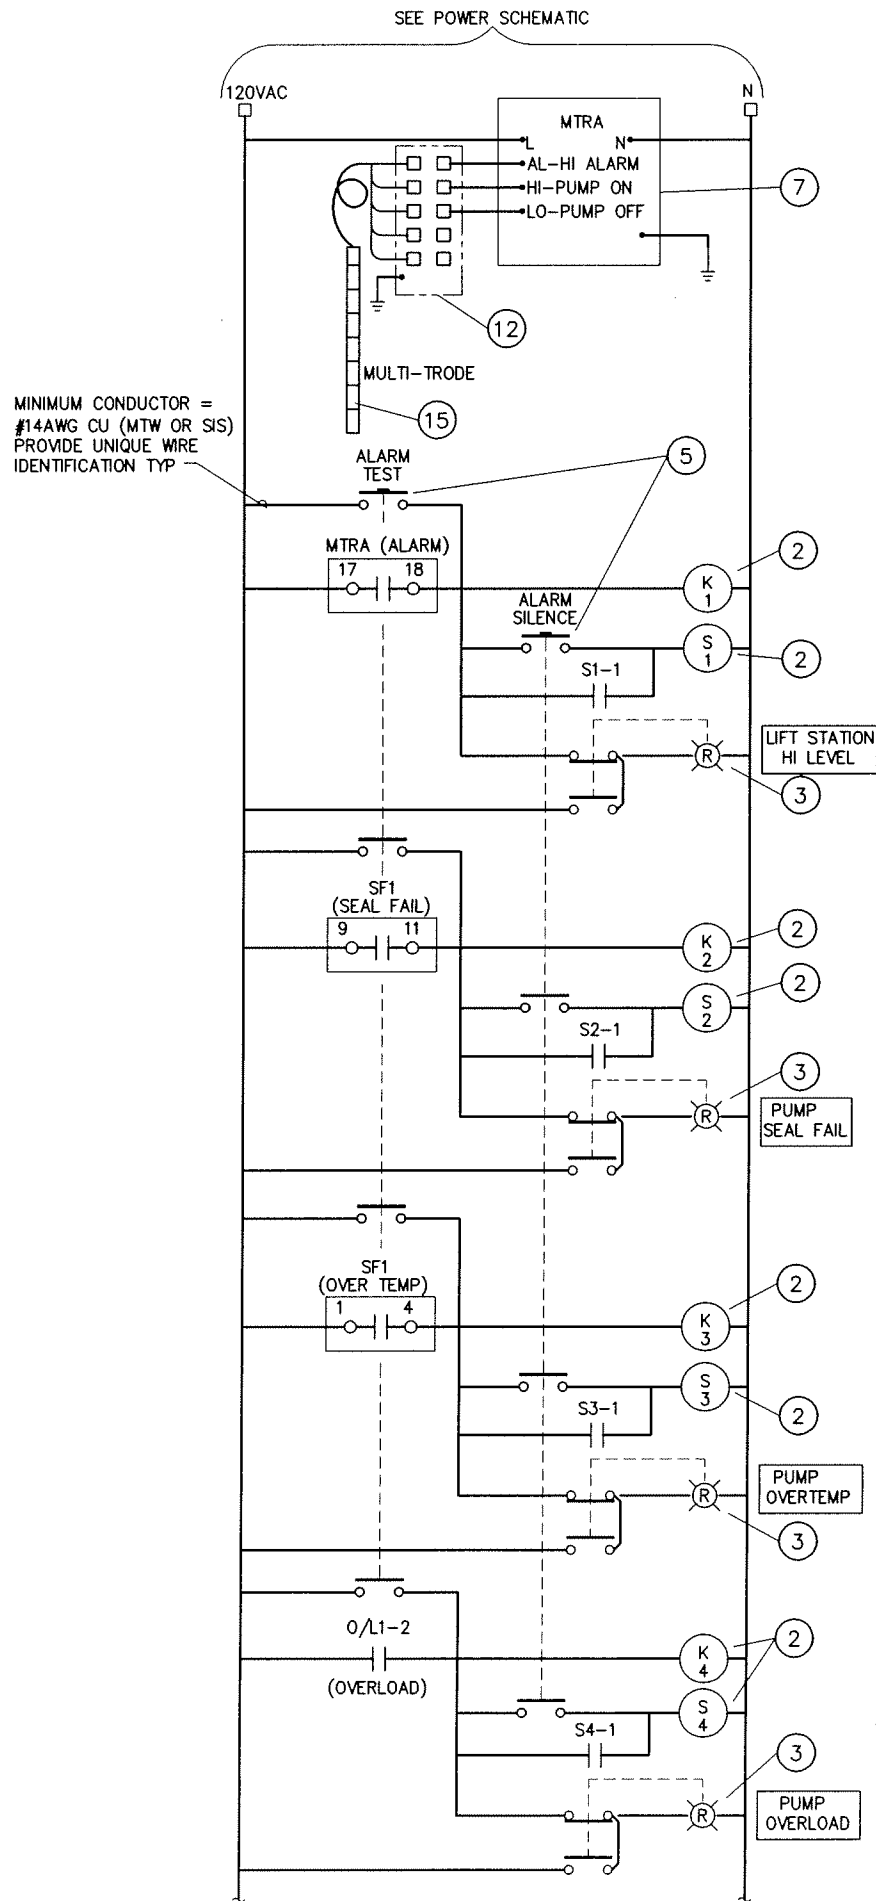 SEE POWER SCHEMATIC
120VAC
N
MTRA
L
N
AL-HI ALARM
HI-PUMP ON
LO-PUMP OFF
7
12
MULTI-TRODE
15
MINIMUM CONDUCTOR =
#14AWG CU (MTW OR SIS)
PROVIDE UNIQUE WIRE
IDENTIFICATION TYP
ALARM
TEST
5
MTRA (ALARM)
17
18
K
1
2
ALARM
SILENCE
S
1
2
S1-1
R
LIFT STATION
HI LEVEL
3
SF1
(SEAL FAIL)
9
11
K
2
2
S
2
2
S2-1
3
R
PUMP
SEAL FAIL
SF1
(OVER TEMP)
1
4
K
3
2
S
3
2
S3-1
R
PUMP
OVERTEMP
3
O/L1-2
(OVERLOAD)
K
4
2
S
4
S4-1
3
R
PUMP
OVERLOAD